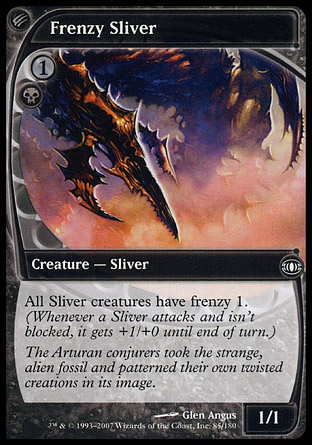 Frenzy Sliver
1
Creature — Sliver
All Sliver creatures have frenzy 1.
(Whenever a Sliver attacks and isn't
blocked, it gets +1/+0 until end of turn.)
The Arturan conjurers took the strange,
alien fossil and patterned their own twisted
creations in its image.
Glen Angus
™ & © 1993–2007 Wizards of the Coast, Inc. 85/180
1/1